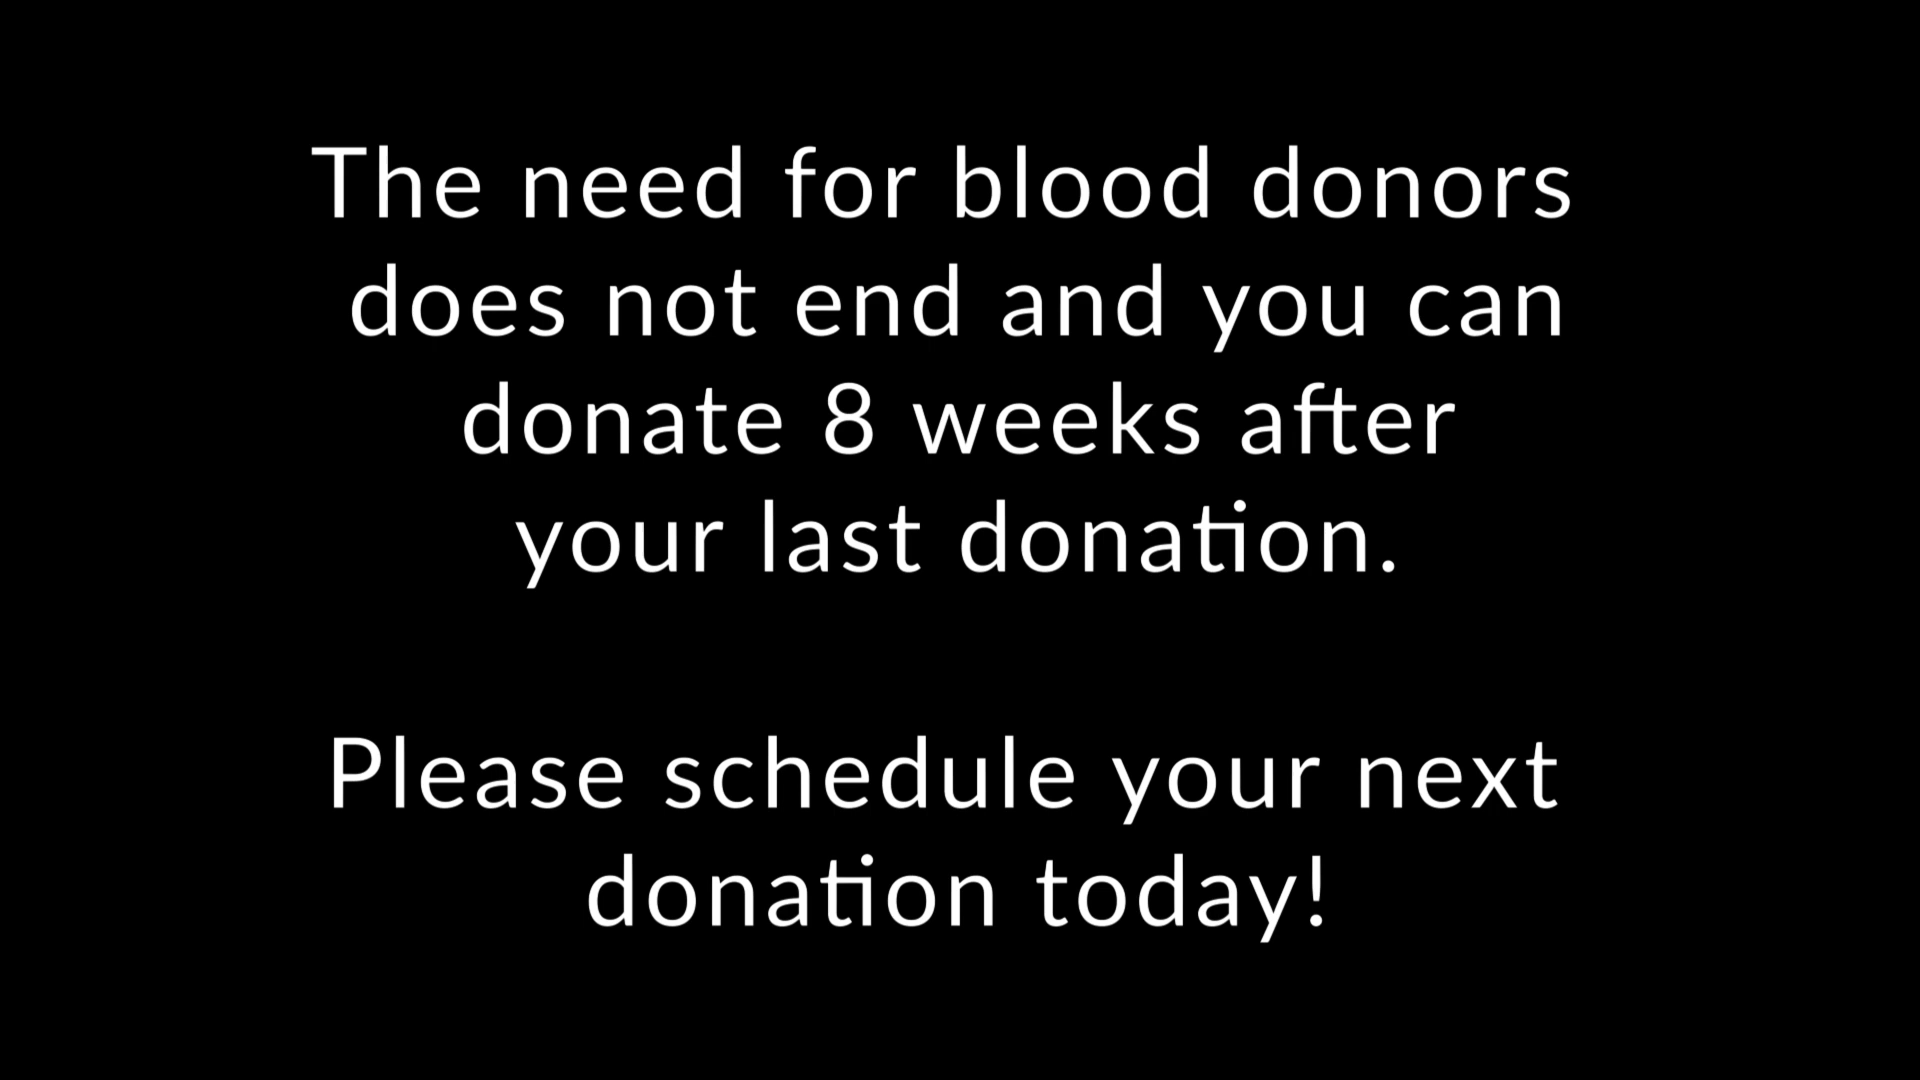 The need for blood donors
does not end and you can
donate 8 weeks after
your last donation.
Please schedule your next
donation today!